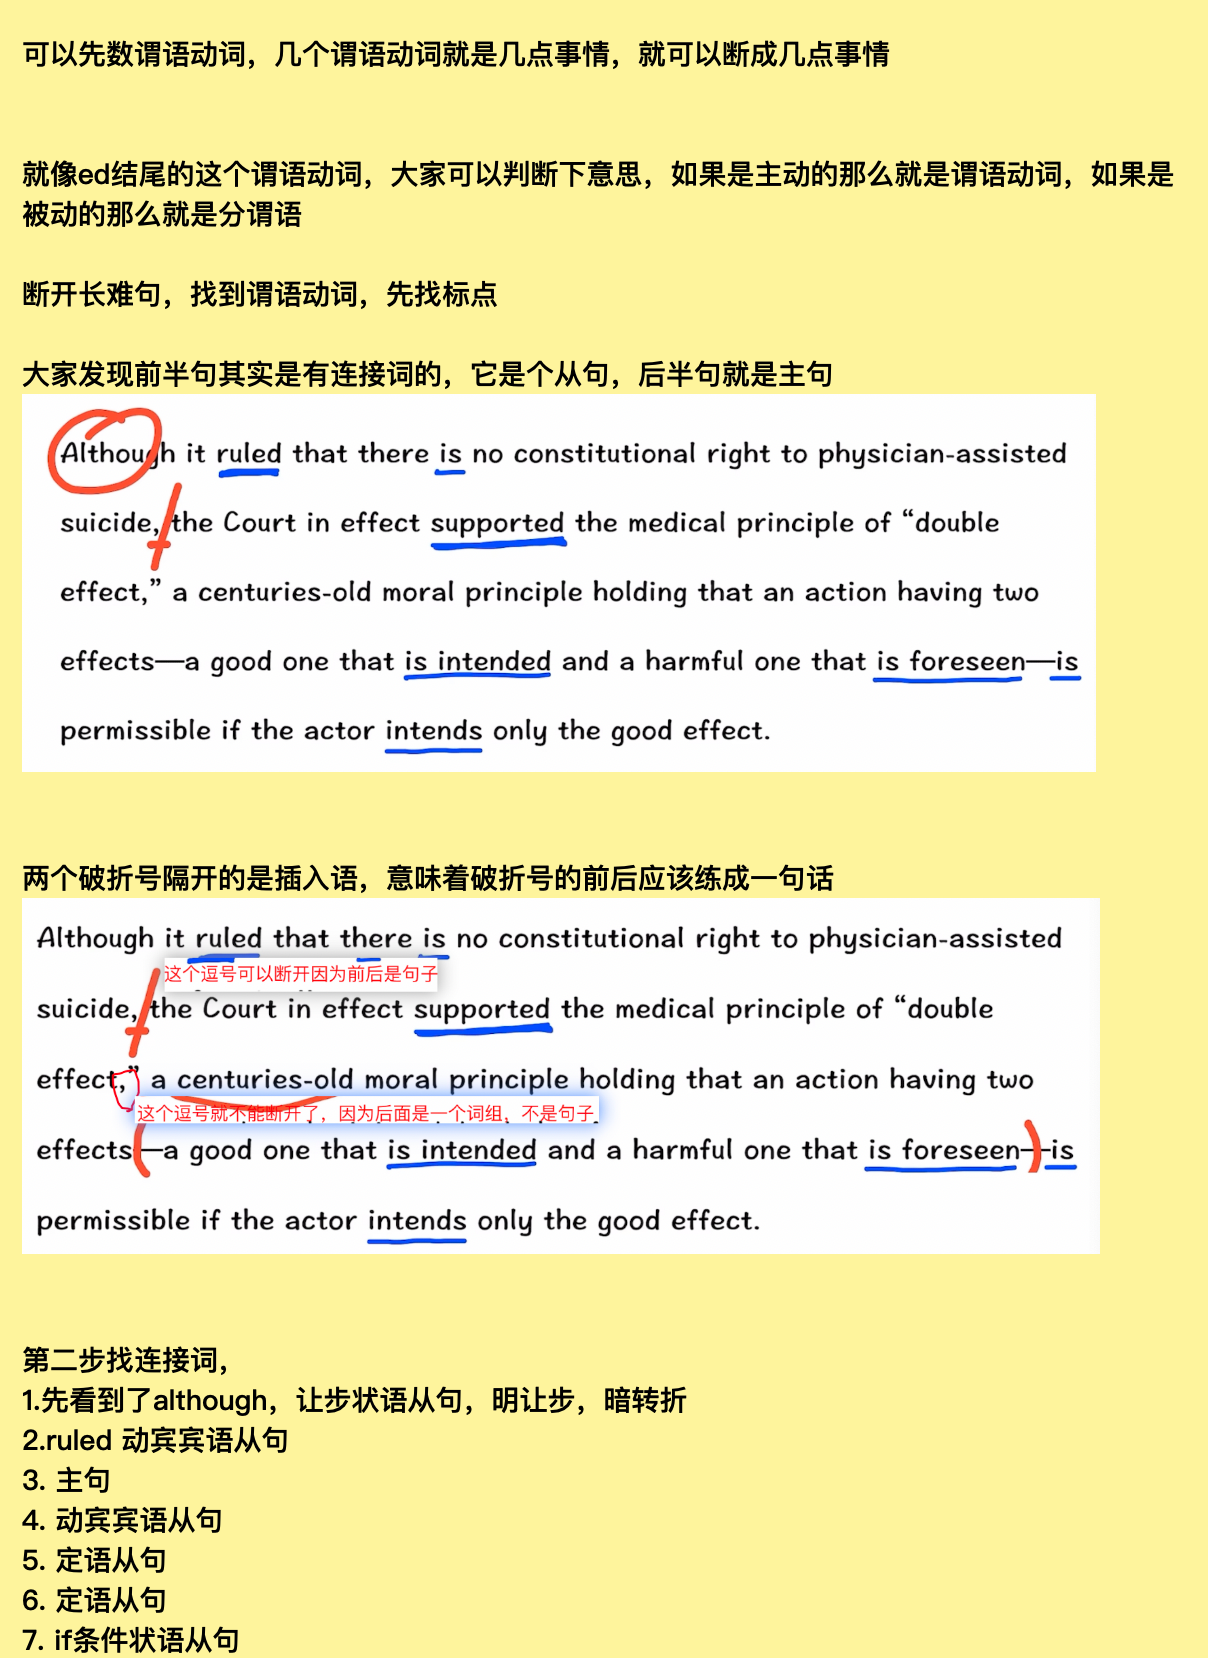 可以先数谓语动词，几个谓语动词就是几点事情，就可以断成几点事情
就像ed结尾的这个谓语动词，大家可以判断下意思，如果是主动的那么就是谓语动词，如果是
被动的那么就是分谓语
断开长难句，找到谓语动词，先找标点
大家发现前半句其实是有连接词的，它是个从句，后半句就是主句
Although it ruled that there is no constitutional right to physician-assisted
suicide, the Court in effect supported the medical principle of “double
effect,” a centuries-old moral principle holding that an action having two
effects—a good one that is intended and a harmful one that is foreseen—is
permissible if the actor intends only the good effect.
两个破折号隔开的是插入语，意味着破折号的前后应该练成一句话
Although it ruled that there is no constitutional right to physician-assisted
这个逗号可以断开因为前后是句子
suicide, the Court in effect supported the medical principle of “double
effect,” a centuries-old moral principle holding that an action having two
这个逗号就不能断开了，因为后面是一个词组，不是句子
effects—a good one that is intended and a harmful one that is foreseen—is
permissible if the actor intends only the good effect.
第二步找连接词，
1.先看到了although，让步状语从句，明让步，暗转折
2.ruled 动宾宾语从句
3. 主句
4. 动宾宾语从句
5. 定语从句
6. 定语从句
7. if条件状语从句